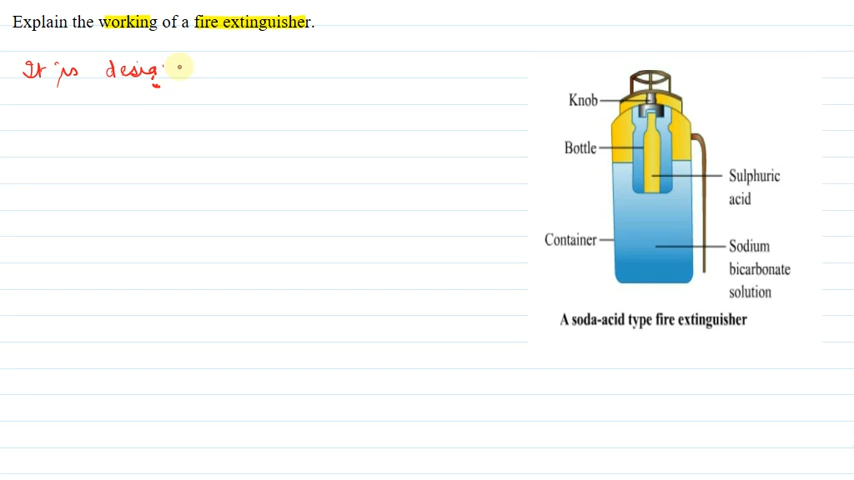 Explain the working of a fire extinguisher.
It is desig
Knob
Bottle
Sulphuric
acid
Container
Sodium
bicarbonate
solution
A soda-acid type fire extinguisher